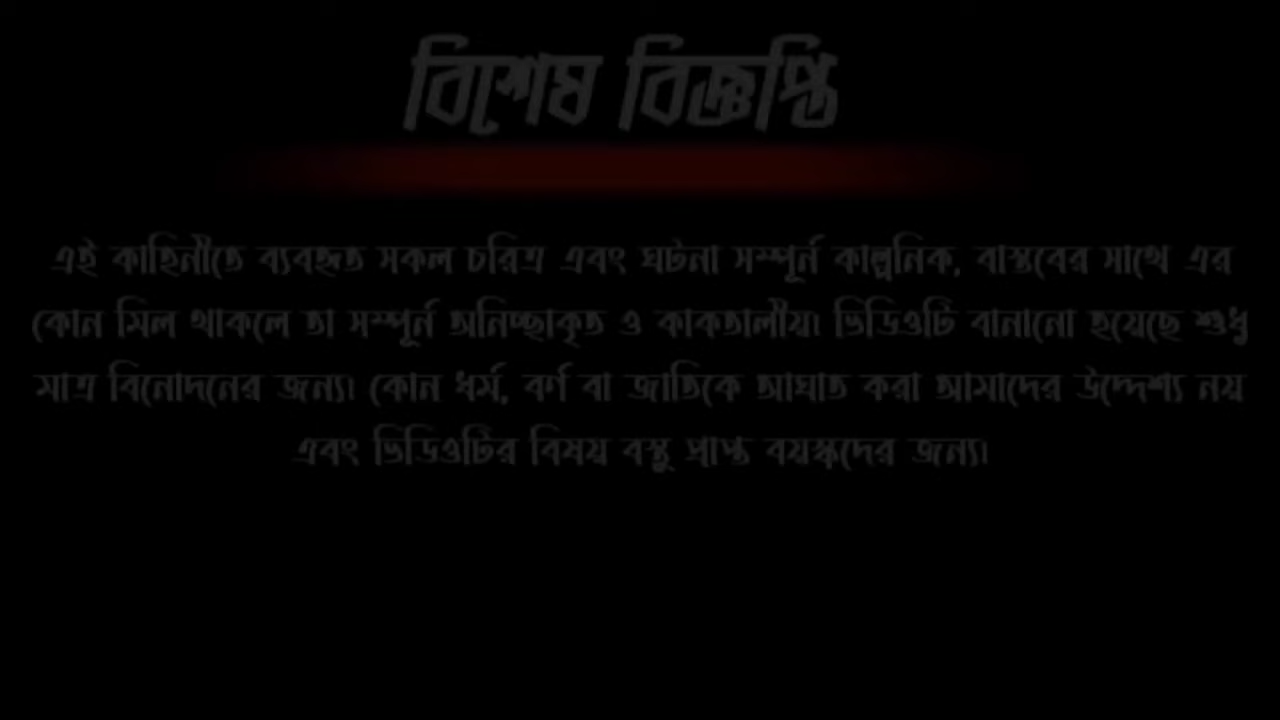 বিশেষ বিজ্ঞপ্তি
এই কাহিনীতে ব্যবহৃত সকল চরিত্র এবং ঘটনা সম্পূর্ন কাল্পনিক, বাস্তবের সাথে এর
কোন মিল থাকলে তা সম্পূর্ন অনিচ্ছাকৃত ও কাকতালীয়। ভিডিওটি বানানো হয়েছে শুধু
মাত্র বিনোদনের জন্য। কোন ধর্ম, বর্ণ বা জাতিকে আঘাত করা আমাদের উদ্দেশ্য নয়
এবং ভিডিওটির বিষয় বস্তু প্রাপ্ত বয়স্কদের জন্য।